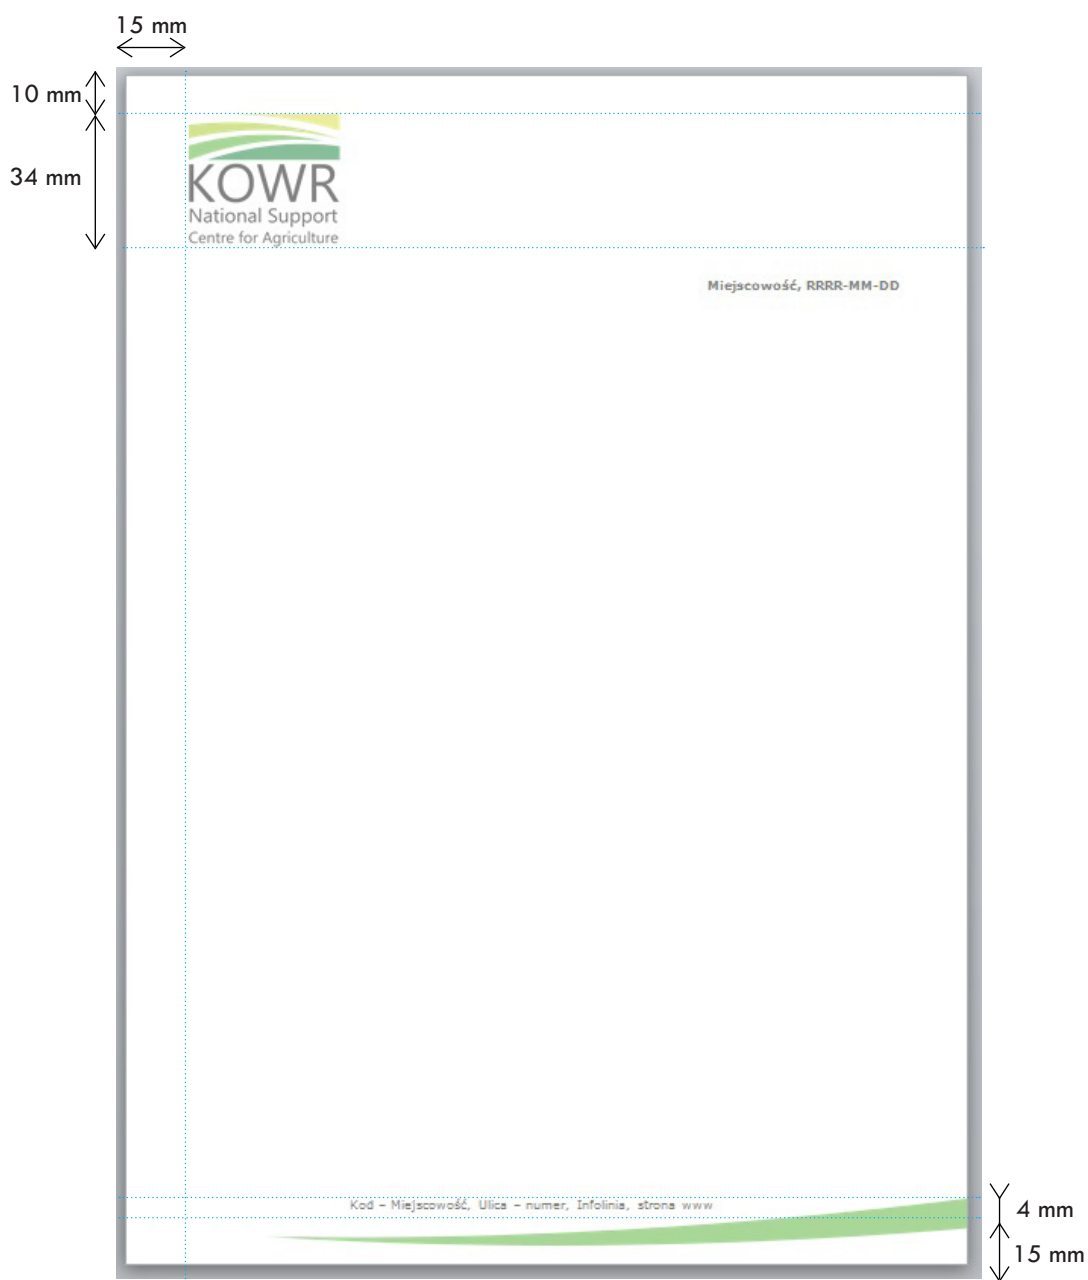 15 mm
10 mm
34 mm
KOWR
National Support
Centre for Agriculture
Miejscowość, RRRR-MM-DD
Kod – Miejscowość, Ulica – numer, Infolinia, strona www
4 mm
15 mm